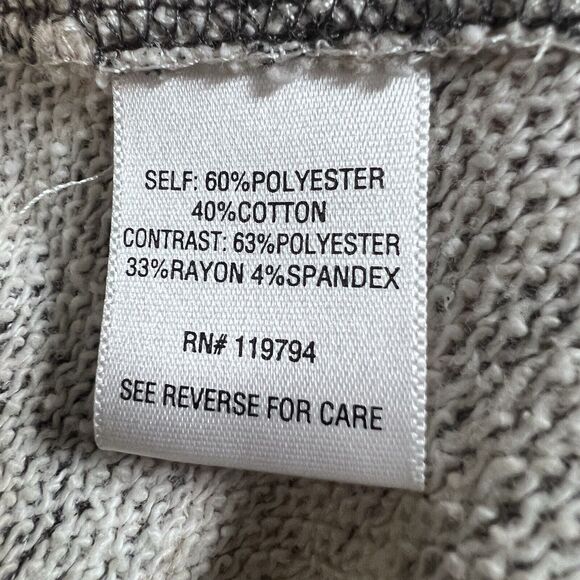 SELF: 60%POLYESTER
40%COTTON
CONTRAST: 63%POLYESTER
33%RAYON 4%SPANDEX
RN# 119794
SEE REVERSE FOR CARE